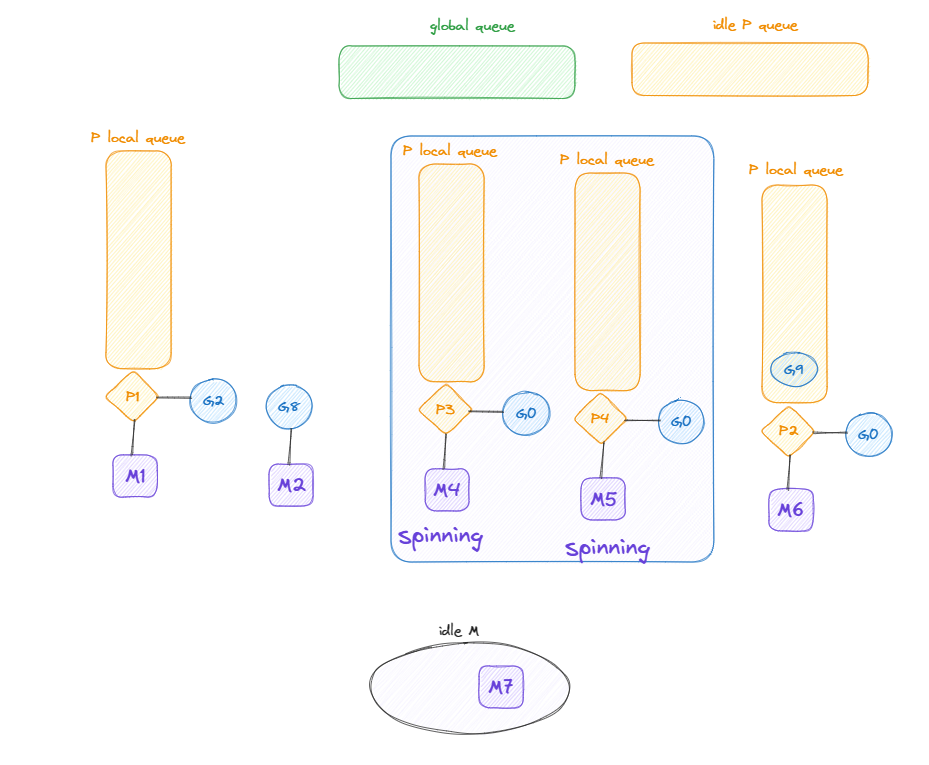 global queue
idle P queue
P local queue
P local queue
P local queue
P local queue
G9
P1
G2
G8
P3
G0
P4
G0
P2
G0
M1
M2
M4
M5
M6
Spinning
Spinning
idle M
M7